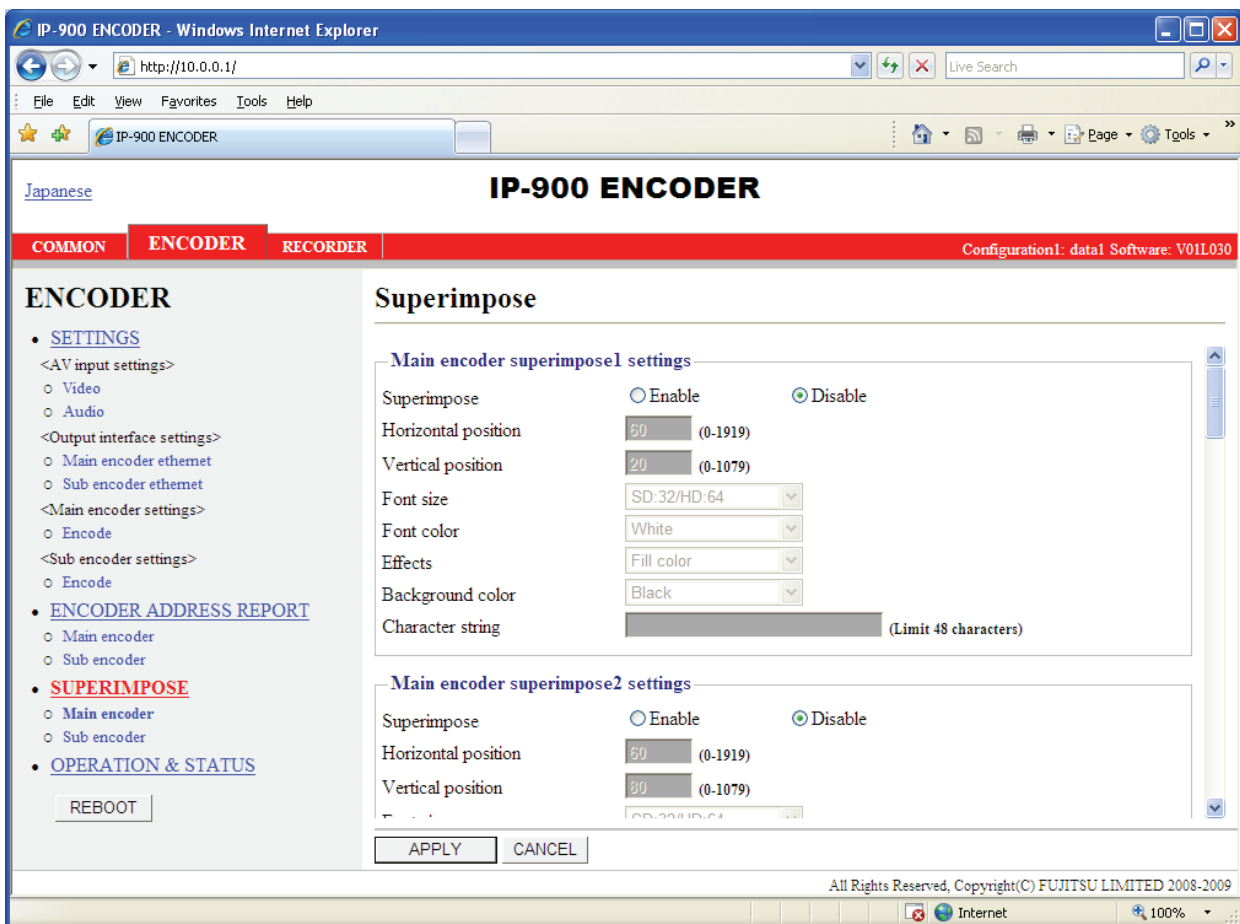 IP-900 ENCODER - Windows Internet Explorer
http://10.0.0.1/
Live Search
File Edit View Favorites Tools Help
IP-900 ENCODER
Page Tools »
Japanese
IP-900 ENCODER
COMMON ENCODER RECORDER
Configuration1: data1 Software: V01L030
ENCODER
SETTINGS
<AV input settings>
Video
Audio
<Output interface settings>
Main encoder ethernet
Sub encoder ethernet
<Main encoder settings>
Encode
<Sub encoder settings>
Encode
ENCODER ADDRESS REPORT
Main encoder
Sub encoder
SUPERIMPOSE
Main encoder
Sub encoder
OPERATION & STATUS
REBOOT
Superimpose
Main encoder superimpose1 settings
Superimpose Enable Disable
Horizontal position 60 (0-1919)
Vertical position 20 (0-1079)
Font size SD:32/HD:64
Font color White
Effects Fill color
Background color Black
Character string (Limit 48 characters)
Main encoder superimpose2 settings
Superimpose Enable Disable
Horizontal position 60 (0-1919)
Vertical position 80 (0-1079)
APPLY CANCEL
All Rights Reserved, Copyright(C) FUJITSU LIMITED 2008-2009
Internet 100%